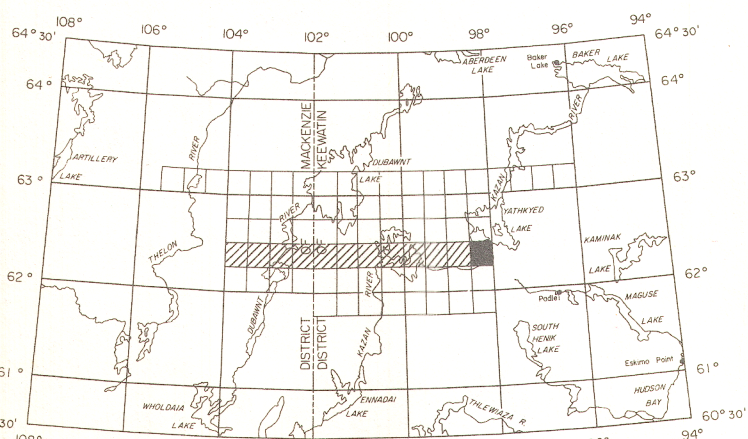 108°
106°
104°
102°
100°
98°
96°
94°
64° 30'
64° 30'
ABERDEEN
LAKE
Baker
Lake
BAKER
LAKE
64°
64°
MACKENZIE
KEEWATIN
RIVER
RIVER
ARTILLERY
LAKE
DUBAWNT
LAKE
KAZAN
63°
63°
RIVER
YATHKYED
LAKE
THELON
OF
OF
KAMINAK
LAKE
62°
62°
RIVER
DUBAWNT
Padlei
MAGUSE
LAKE
DISTRICT
DISTRICT
KAZAN
SOUTH
HENIK
LAKE
Eskimo Point
61°
61°
WHOLDAIA
LAKE
ENNADAI
LAKE
THLEWIAZA R.
HUDSON
BAY
30'
60° 30'
108°
94°